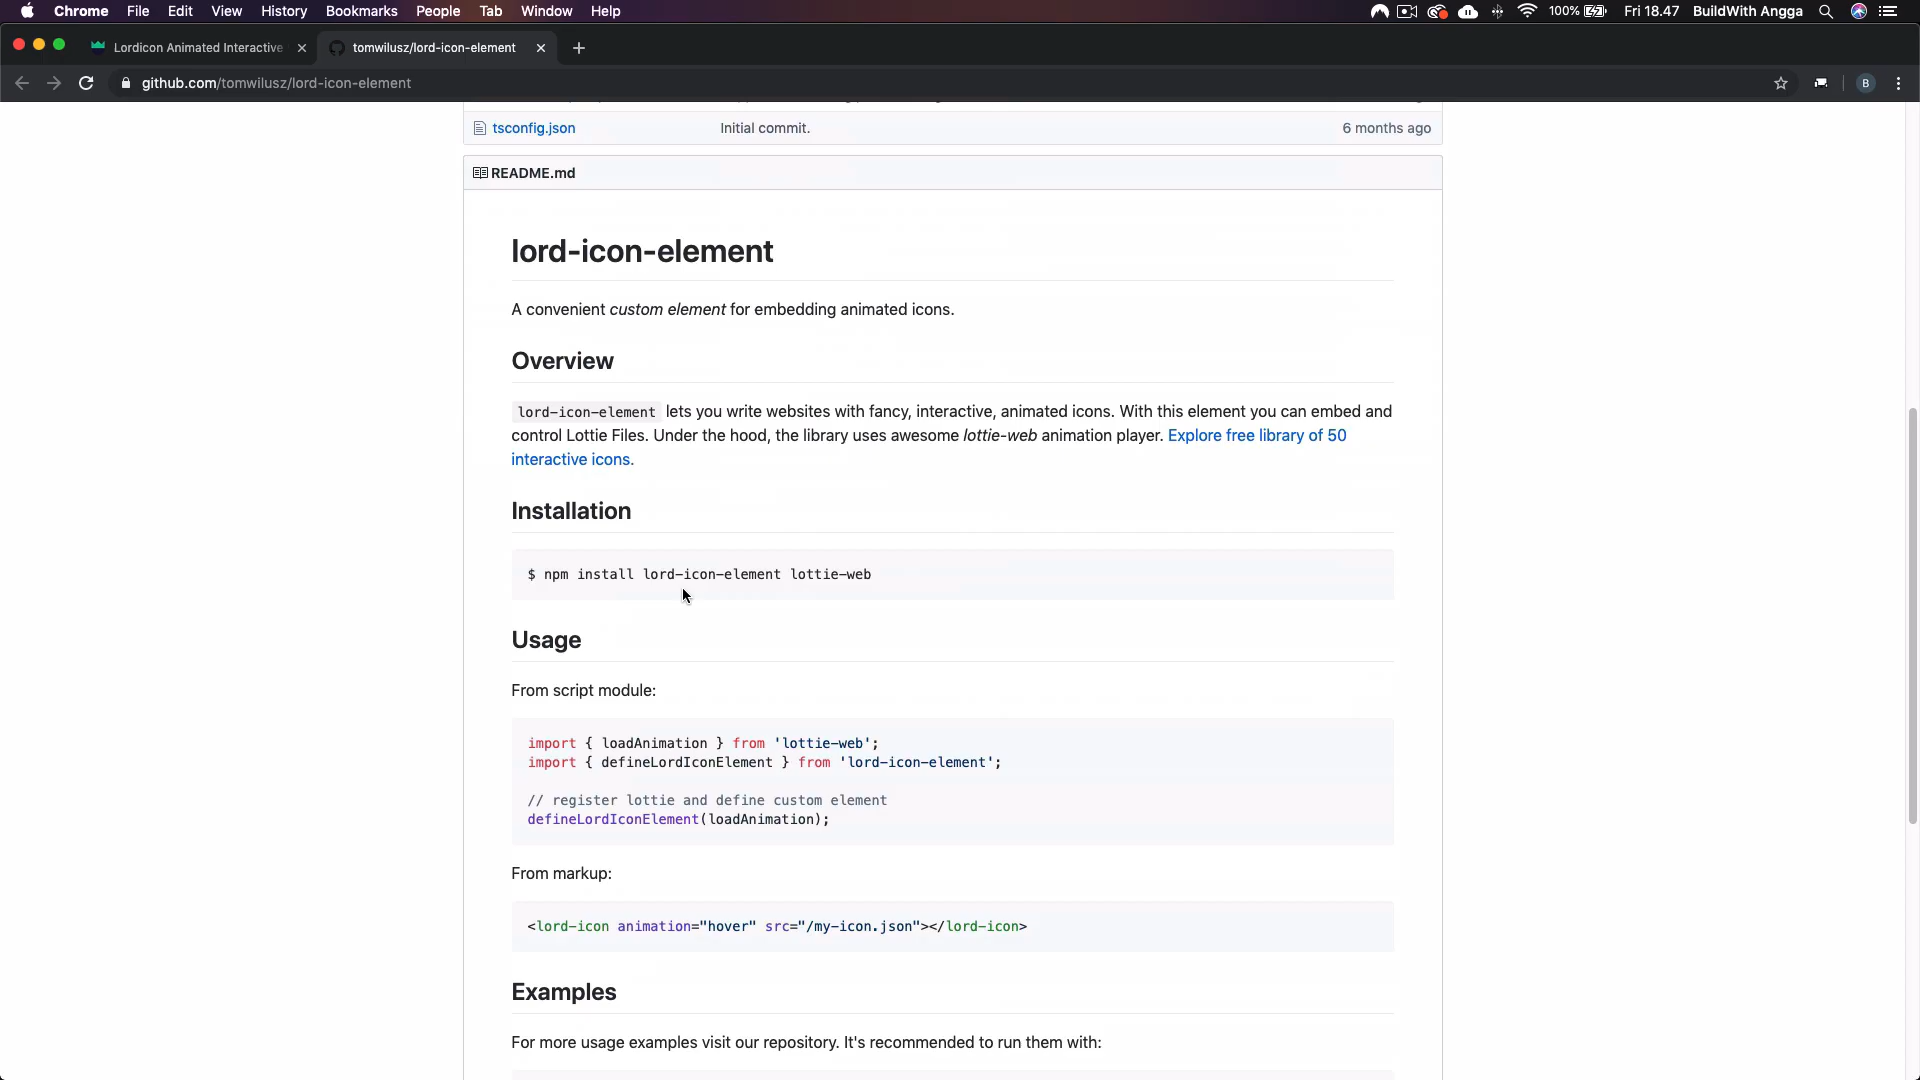 Chrome File Edit View History Bookmarks People Tab Window Help 100% Fri 18.47 BuildWith Angga
Lordicon Animated Interactive
tomwilusz/lord-icon-element
github.com/tomwilusz/lord-icon-element
B
tsconfig.json Initial commit. 6 months ago
README.md
lord-icon-element
A convenient custom element for embedding animated icons.
Overview
lord-icon-element lets you write websites with fancy, interactive, animated icons. With this element you can embed and
control Lottie Files. Under the hood, the library uses awesome lottie-web animation player. Explore free library of 50
interactive icons.
Installation
$ npm install lord-icon-element lottie-web
Usage
From script module:
import { loadAnimation } from 'lottie-web';
import { defineLordIconElement } from 'lord-icon-element';
// register lottie and define custom element
defineLordIconElement(loadAnimation);
From markup:
<lord-icon animation="hover" src="/my-icon.json"></lord-icon>
Examples
For more usage examples visit our repository. It's recommended to run them with: